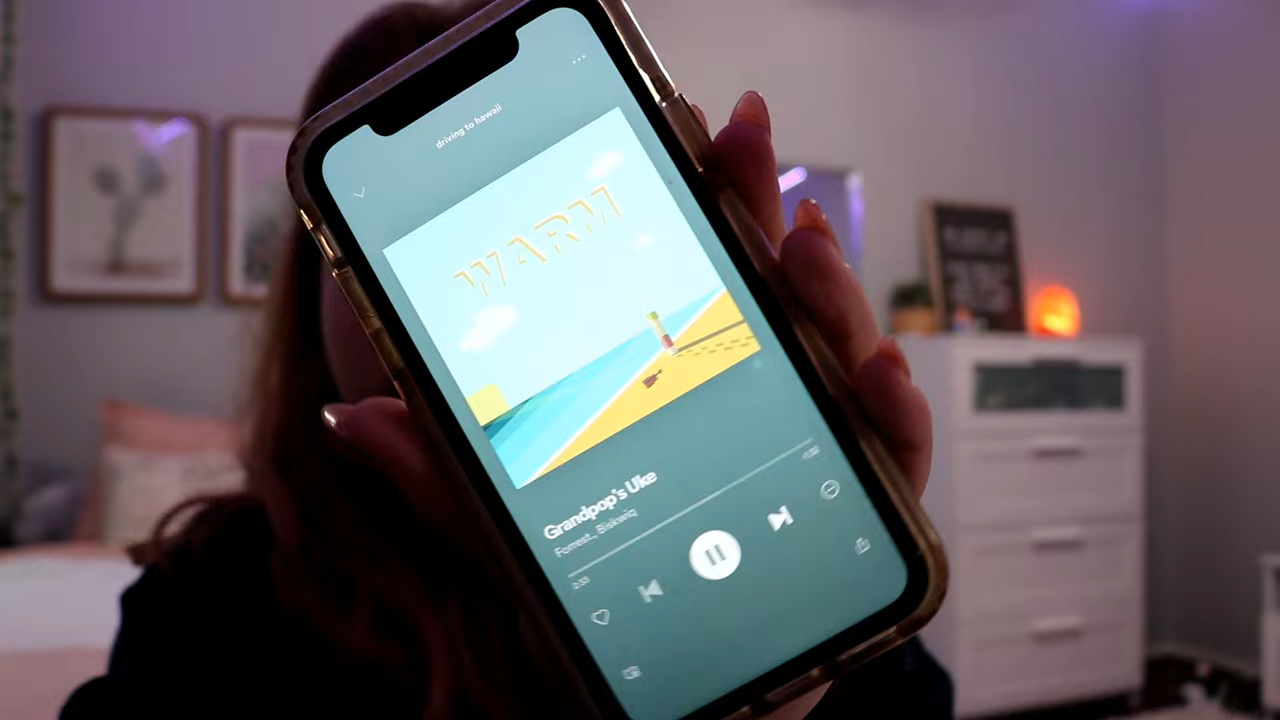 driving to hawaii
WARM
Grandpop's Uke
Forrest., Biskwiq